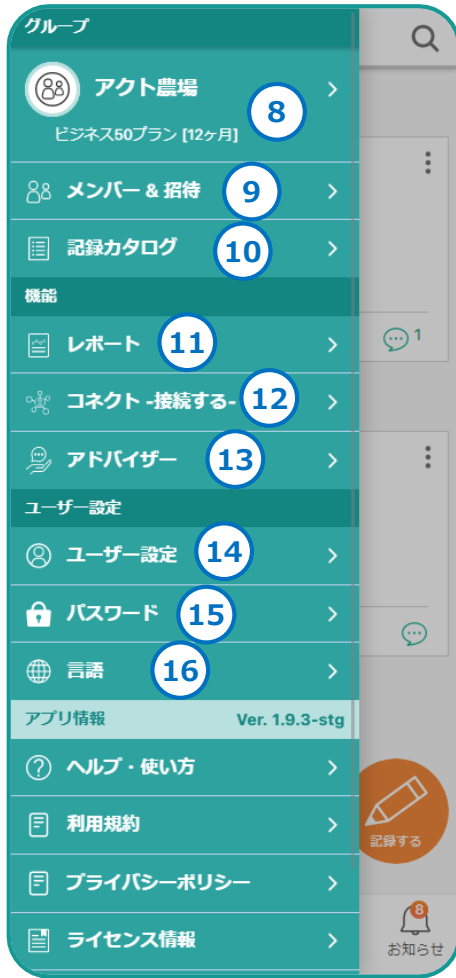 グループ
アクト農場
8
ビジネス50プラン [12ヶ月]
メンバー & 招待
9
記録カタログ
10
機能
レポート
11
1
コネクト -接続する-
12
アドバイザー
13
ユーザー設定
ユーザー設定
14
パスワード
15
言語
16
アプリ情報 Ver. 1.9.3-stg
ヘルプ・使い方
利用規約
記録する
プライバシーポリシー
ライセンス情報
8
お知らせ